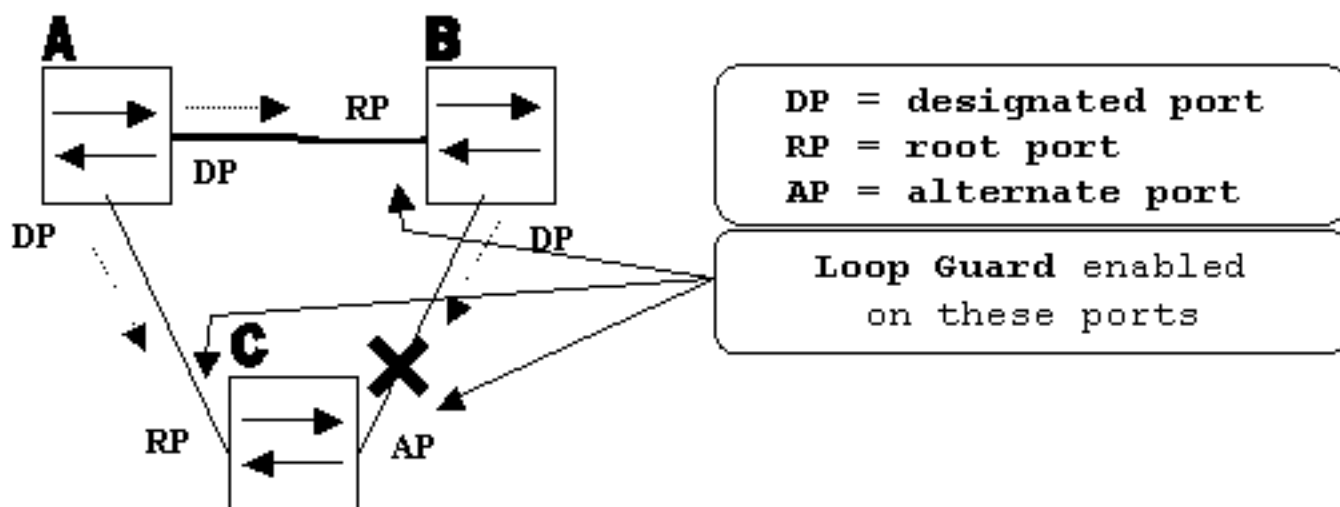 A
B
RP
DP
DP
DP
C
RP
AP
DP = designated port
RP = root port
AP = alternate port
Loop Guard enabled
on these ports